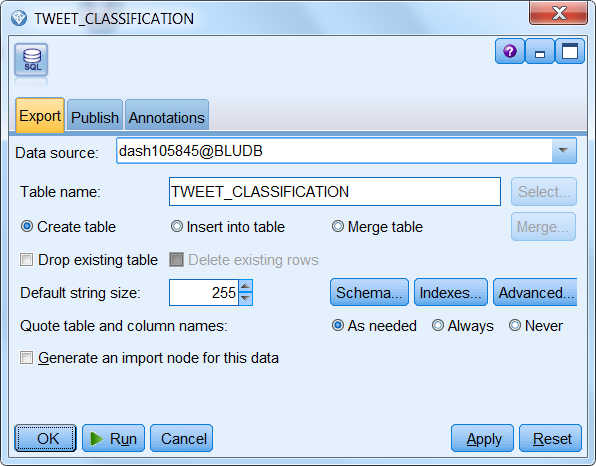 TWEET_CLASSIFICATION
SQL
?
Export Publish Annotations
Data source: dash105845@BLUDB
Table name: TWEET_CLASSIFICATION Select...
Create table Insert into table Merge table Merge...
Drop existing table Delete existing rows
Default string size: 255 Schema... Indexes... Advanced...
Quote table and column names: As needed Always Never
Generate an import node for this data
OK Run Cancel Apply Reset